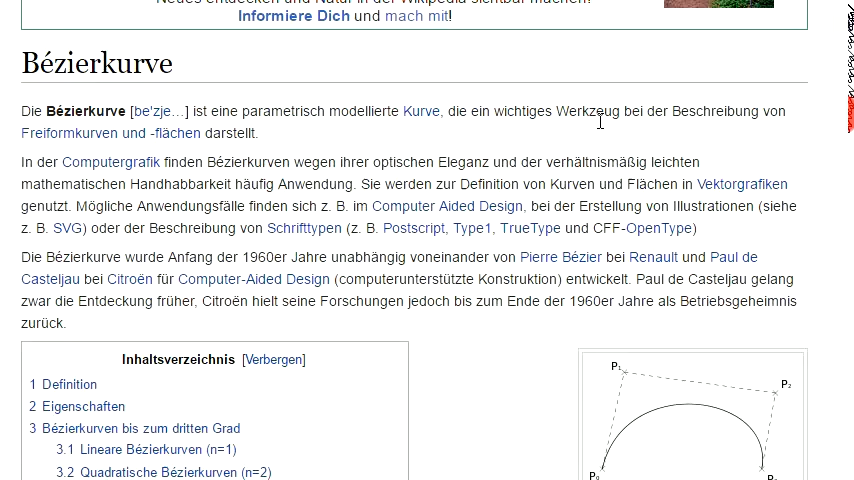 Neues entdecken und Natur in der Wikipedia sichtbar machen!
Informiere Dich und mach mit!
Bézierkurve
Die Bézierkurve [be'zje…] ist eine parametrisch modellierte Kurve, die ein wichtiges Werkzeug bei der Beschreibung von
Freiformkurven und -flächen darstellt.
In der Computergrafik finden Bézierkurven wegen ihrer optischen Eleganz und der verhältnismäßig leichten
mathematischen Handhabbarkeit häufig Anwendung. Sie werden zur Definition von Kurven und Flächen in Vektorgrafiken
genutzt. Mögliche Anwendungsfälle finden sich z. B. im Computer Aided Design, bei der Erstellung von Illustrationen (siehe
z. B. SVG) oder der Beschreibung von Schrifttypen (z. B. Postscript, Type1, TrueType und CFF-OpenType)
Die Bézierkurve wurde Anfang der 1960er Jahre unabhängig voneinander von Pierre Bézier bei Renault und Paul de
Casteljau bei Citroën für Computer-Aided Design (computerunterstützte Konstruktion) entwickelt. Paul de Casteljau gelang
zwar die Entdeckung früher, Citroën hielt seine Forschungen jedoch bis zum Ende der 1960er Jahre als Betriebsgeheimnis
zurück.
Inhaltsverzeichnis [Verbergen]
1 Definition
2 Eigenschaften
3 Bézierkurven bis zum dritten Grad
3.1 Lineare Bézierkurven (n=1)
3.2 Quadratische Bézierkurven (n=2)
P₁
P₂
P₀